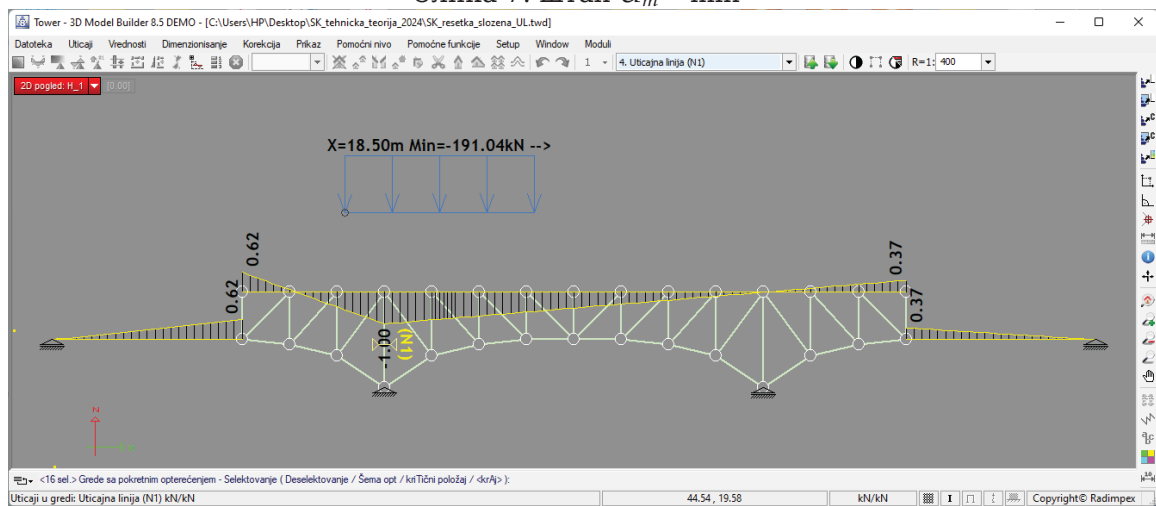 Tower - 3D Model Builder 8.5 DEMO - [C:\Users\HP\Desktop\SK_tehnicka_teorija_2024\SK_resetka_slozena_UL.twd]
Datoteka Uticaji Vrednosti Dimenzionisanje Korekcija Prikaz Pomoćni nivo Pomoćne funkcije Setup Window Moduli
1 4. Uticajna linija (N1) R=1: 400
2D pogled: H_1 [0.00]
X=18.50m Min=-191.04kN -->
0.62
0.37
0.62
0.37
-1.00
(N1)
N
<16 sel.> Grede sa pokretnim opterećenjem - Selektovanje ( Deselektovanje / Šema opt / kriTični položaj / <krAj> ):
Uticaji u gredi: Uticajna linija (N1) kN/kN 44.54 , 19.58 kN/kN Copyright© Radimpex